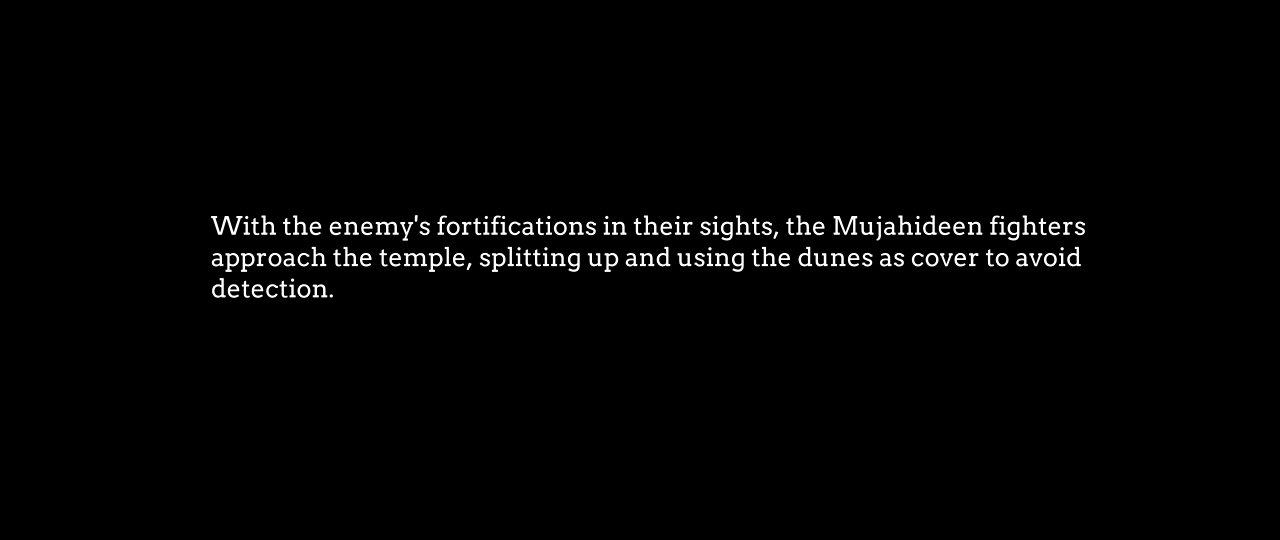 With the enemy's fortifications in their sights, the Mujahideen fighters
approach the temple, splitting up and using the dunes as cover to avoid
detection.